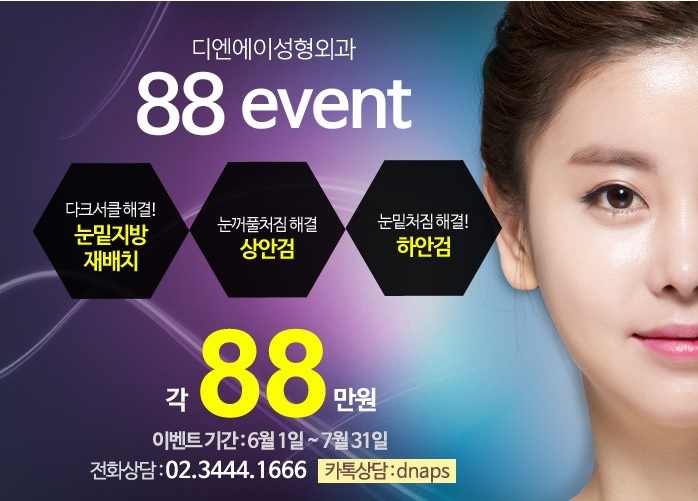 디엔에이성형외과
88 event
다크서클 해결!
눈밑지방
재배치
눈꺼풀처짐 해결
상안검
눈밑처짐 해결!
하안검
각 88 만원
이벤트 기간 : 6월 1일 ~ 7월 31일
전화상담 : 02.3444.1666 카톡상담 : dnaps